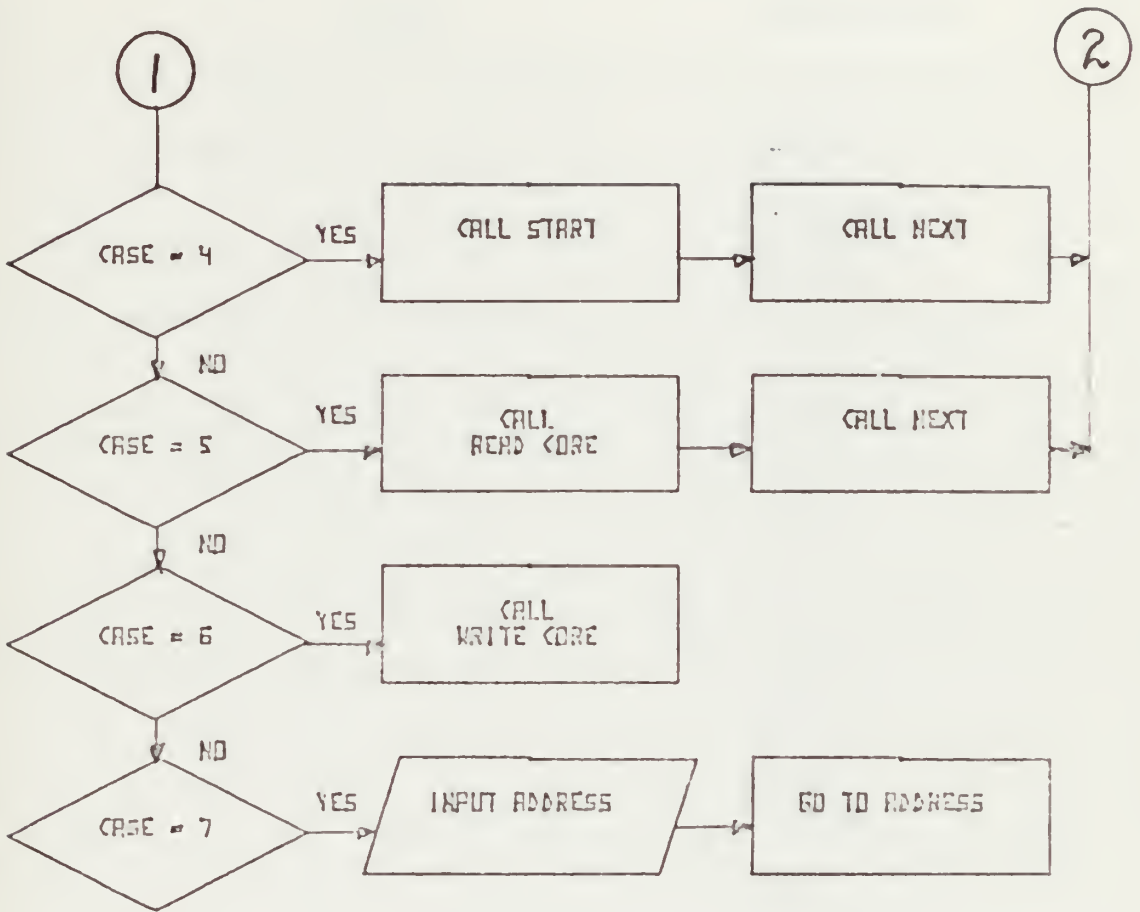 1
2
CASE = 4
YES
CALL START
CALL NEXT
NO
CASE = 5
YES
CALL
READ CORE
CALL NEXT
NO
CASE = 6
YES
CALL
WRITE CORE
NO
CASE = 7
YES
INPUT ADDRESS
GO TO ADDRESS